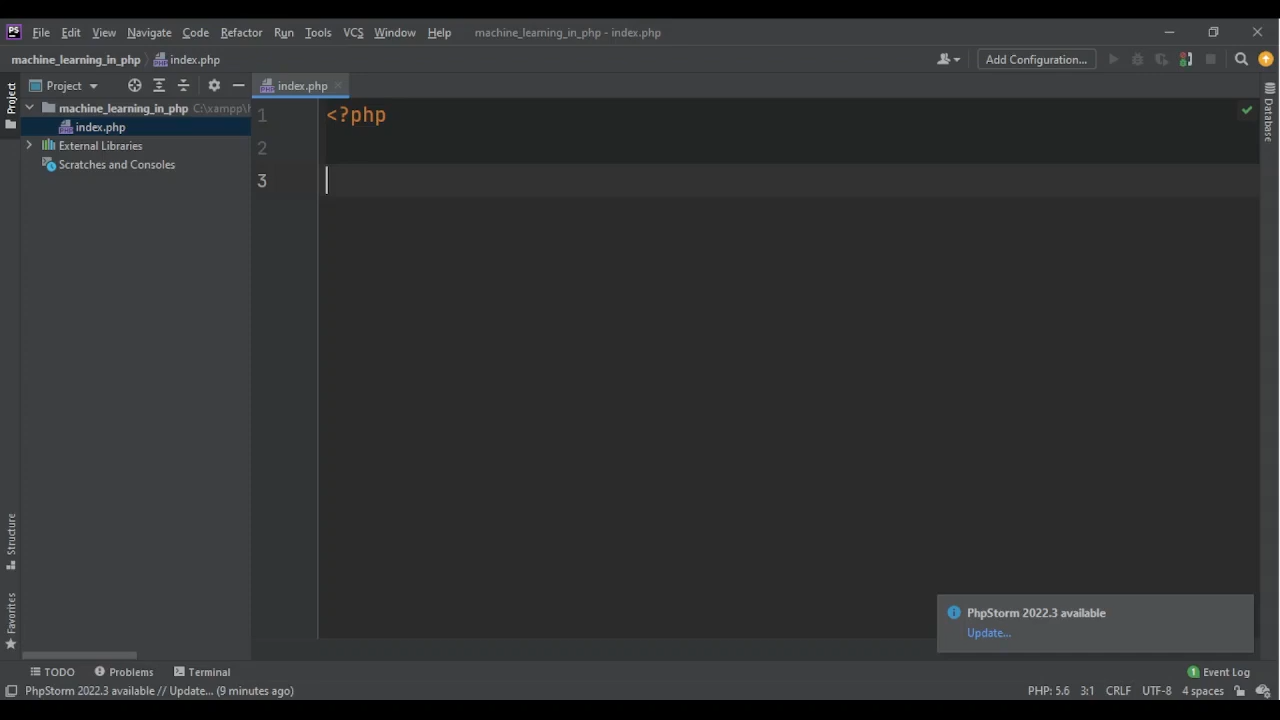 PS File Edit View Navigate Code Refactor Run Tools VCS Window Help machine_learning_in_php - index.php
machine_learning_in_php index.php Add Configuration...
Project Project index.php
machine_learning_in_php C:\xampp\h
index.php
External Libraries
Scratches and Consoles
1 <?php
2
3
Database
Structure
Favorites
PhpStorm 2022.3 available
Update...
TODO Problems Terminal 1 Event Log
PhpStorm 2022.3 available // Update... (9 minutes ago) PHP: 5.6 3:1 CRLF UTF-8 4 spaces